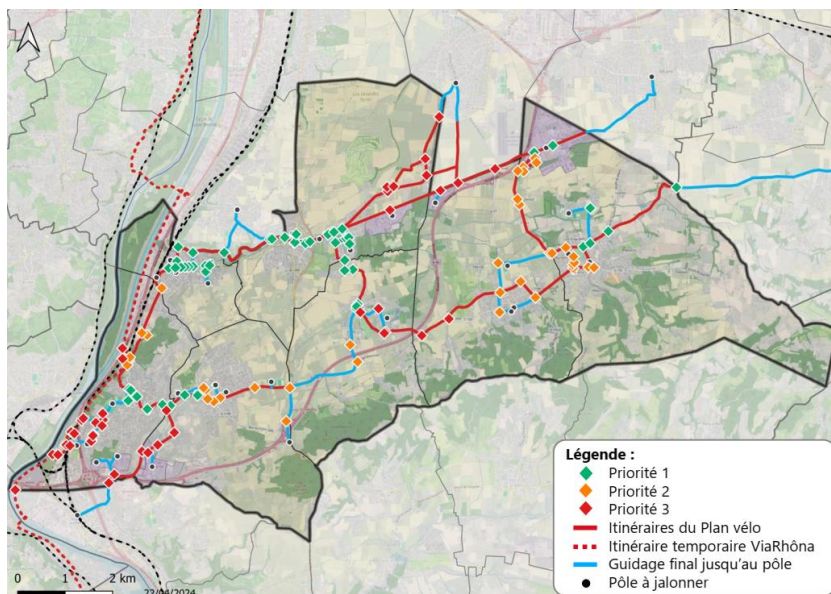 Légende :
Priorité 1
Priorité 2
Priorité 3
Itinéraires du Plan vélo
Itinéraire temporaire ViaRhôna
Guidage final jusqu'au pôle
Pôle à jalonner
0 1 2 km
22/04/2024